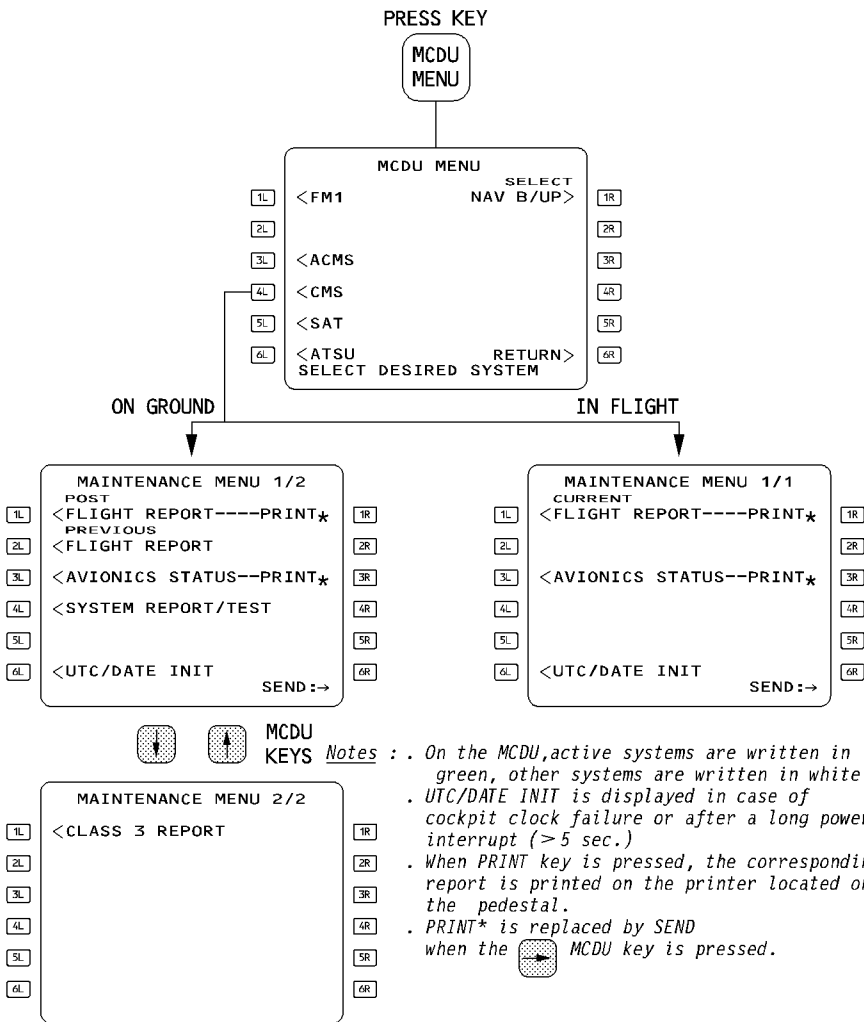 PRESS KEY
MCDU
MENU
MCDU MENU
SELECT
1L <FM1 NAV B/UP> 1R
2L 2R
3L <ACMS 3R
4L <CMS 4R
5L <SAT 5R
6L <ATSU RETURN> 6R
SELECT DESIRED SYSTEM
ON GROUND
IN FLIGHT
MAINTENANCE MENU 1/2
POST
1L <FLIGHT REPORT----PRINT* 1R
PREVIOUS
2L <FLIGHT REPORT 2R
3L <AVIONICS STATUS--PRINT* 3R
4L <SYSTEM REPORT/TEST 4R
5L 5R
6L <UTC/DATE INIT 6R
SEND:→
MAINTENANCE MENU 1/1
CURRENT
1L <FLIGHT REPORT----PRINT* 1R
2L 2R
3L <AVIONICS STATUS--PRINT* 3R
4L 4R
5L 5R
6L <UTC/DATE INIT 6R
SEND:→
↓ ↑ MCDU
KEYS
MAINTENANCE MENU 2/2
1L <CLASS 3 REPORT 1R
2L 2R
3L 3R
4L 4R
5L 5R
6L 6R
Notes : . On the MCDU,active systems are written in
green, other systems are written in white
. UTC/DATE INIT is displayed in case of
cockpit clock failure or after a long power
interrupt (>5 sec.)
. When PRINT key is pressed, the
report is printed on the printer located
the pedestal.
. PRINT* is replaced by SEND
when the → MCDU key is pressed.